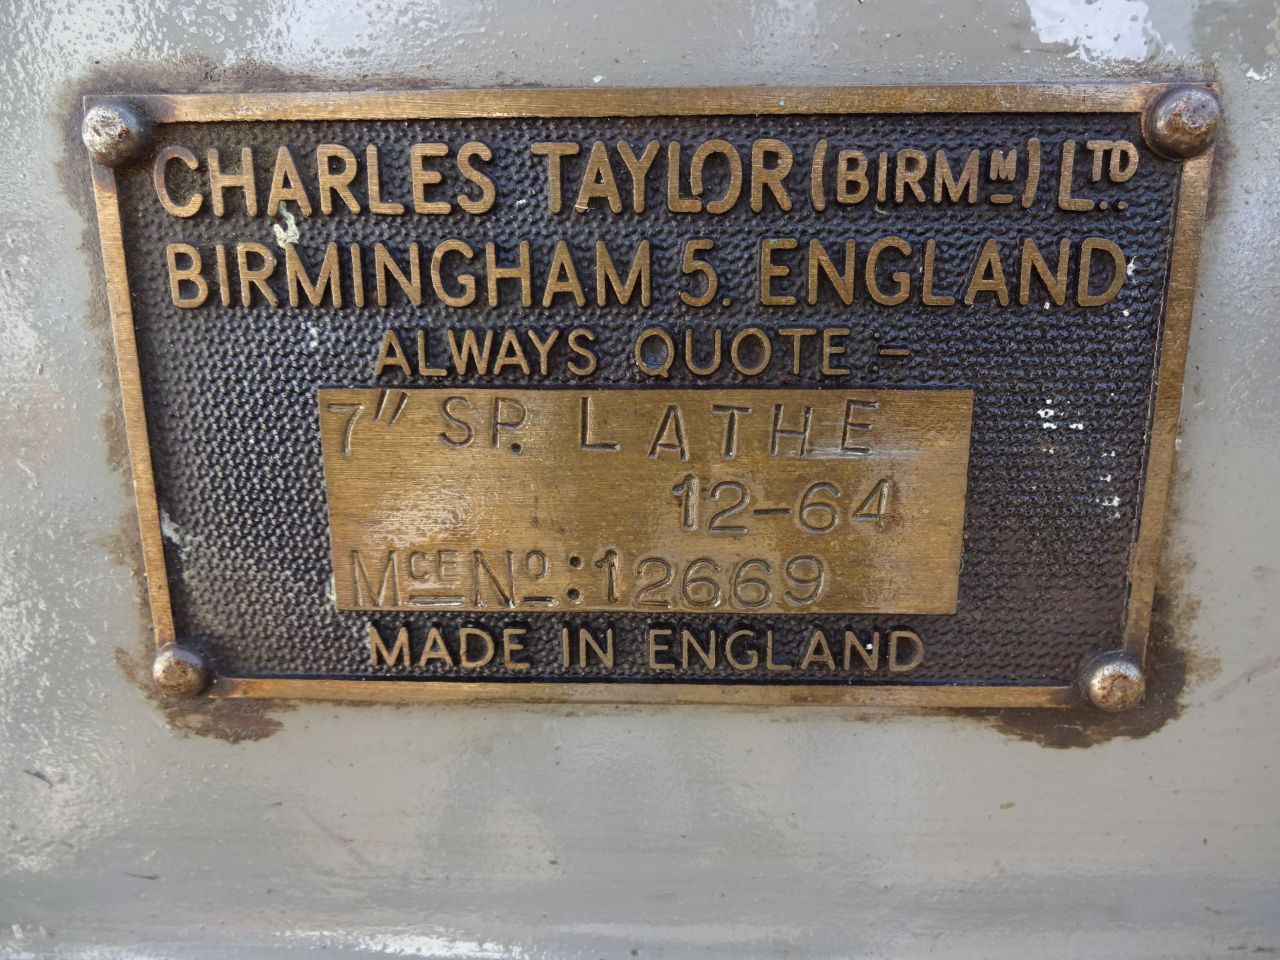 CHARLES TAYLOR (BIRMM) LTD.
BIRMINGHAM 5. ENGLAND
ALWAYS QUOTE :-
7" SP. LATHE
12-64
MCE NO : 12669
MADE IN ENGLAND